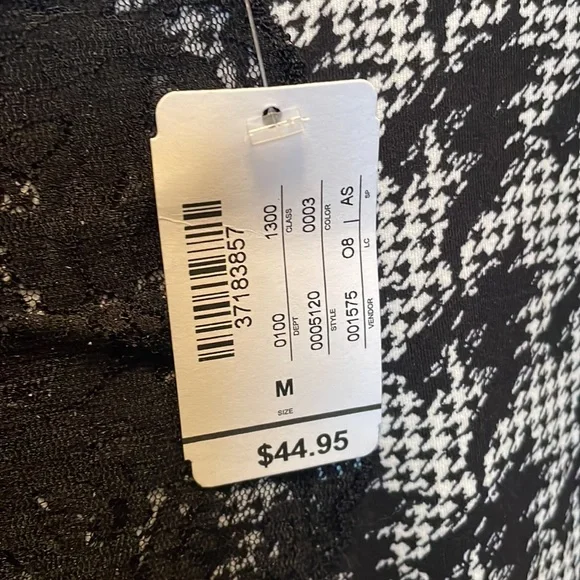 37183857
0100 1300
DEPT CLASS
0005120 0003
STYLE COLOR
001575 08 AS
VENDOR LC SP
M
SIZE
$44.95